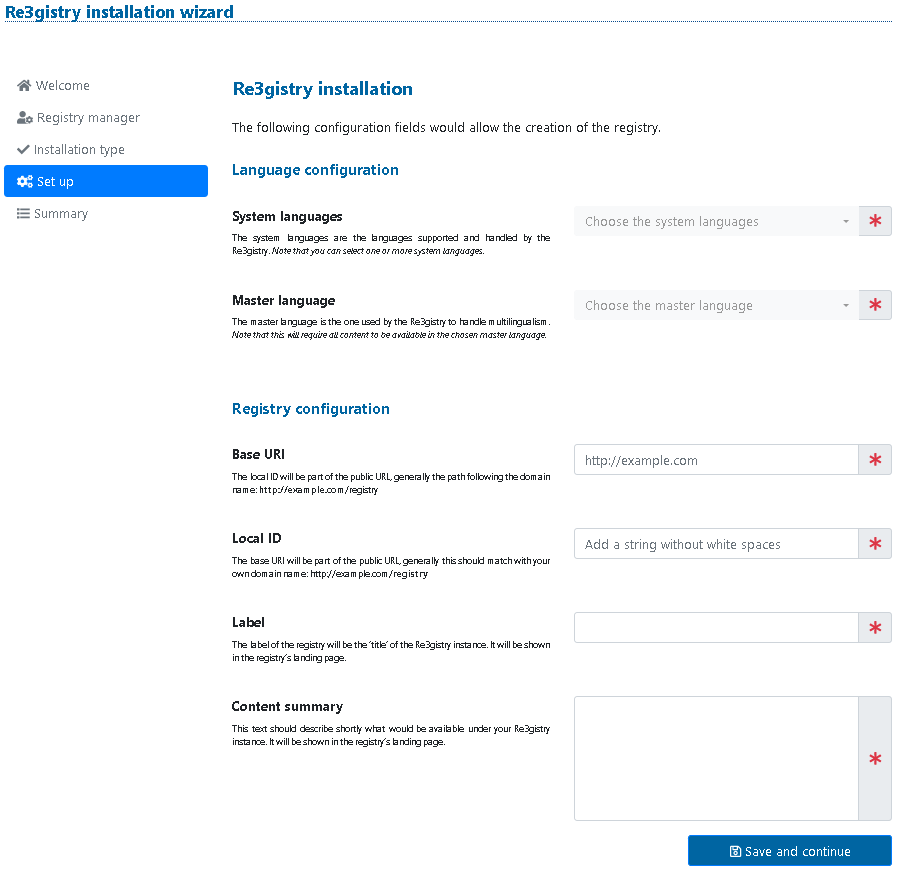 Re3gistry installation wizard
Welcome
Registry manager
Installation type
Set up
Summary
Re3gistry installation
The following configuration fields would allow the creation of the registry.
Language configuration
System languages
The system languages are the languages supported and handled by the
Re3gistry. Note that you can select one or more system languages.
Choose the system languages
Master language
The master language is the one used by the Re3gistry to handle multilingualism.
Note that this will require all content to be available in the chosen master language.
Choose the master language
Registry configuration
Base URI
The local ID will be part of the public URL, generally the path following the domain
name: http://example.com/registry
http://example.com
Local ID
The base URI will be part of the public URL, generally this should match with your
own domain name: http://example.com/registry
Add a string without white spaces
Label
The label of the registry will be the 'title' of the Re3gistry instance. It will be shown
in the registry's landing page.
Content summary
This text should describe shortly what would be available under your Re3gistry
instance. It will be shown in the registry's landing page.
Save and continue